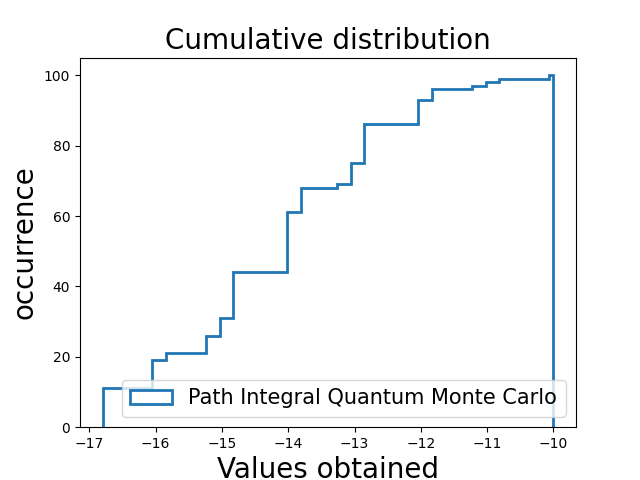 Cumulative distribution
100
80
60
40
20
0
occurrence
Path Integral Quantum Monte Carlo
−17 −16 −15 −14 −13 −12 −11 −10
Values obtained